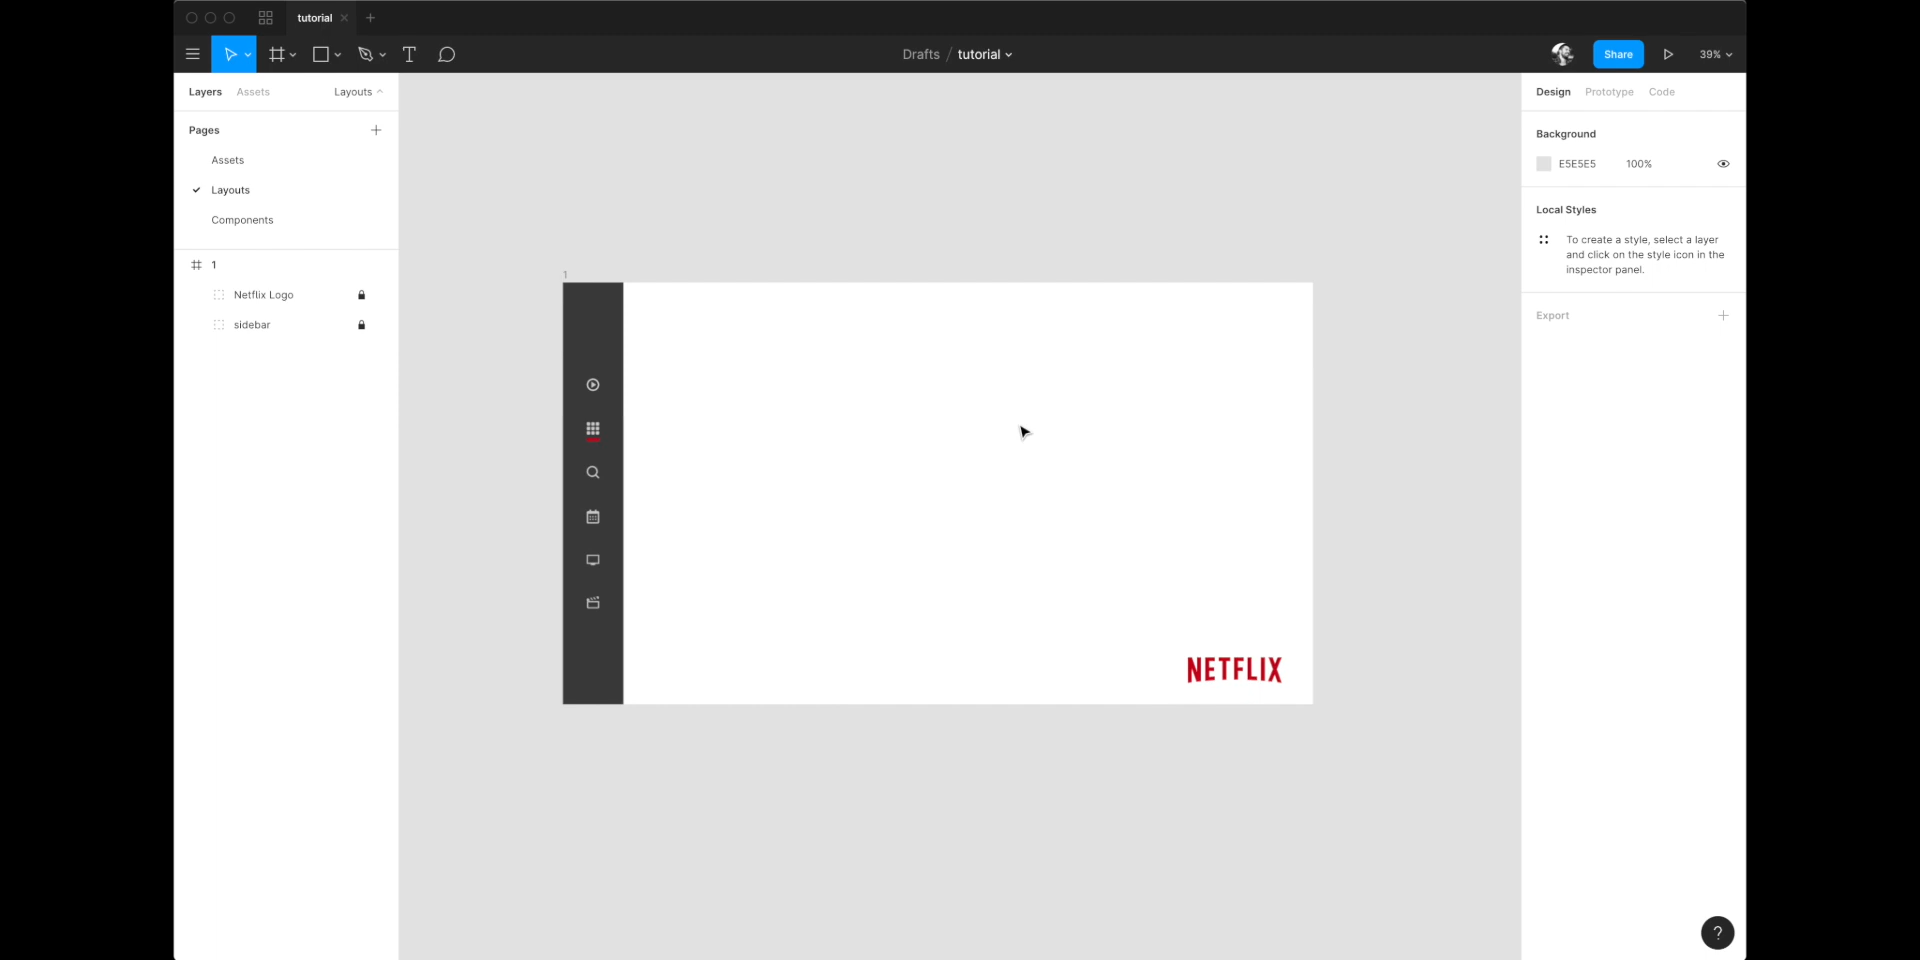 tutorial
Drafts / tutorial
Share
39%
Layers Assets Layouts
Pages
Assets
Layouts
Components
1
Netflix Logo
sidebar
1
NETFLIX
Design Prototype Code
Background
E5E5E5 100%
Local Styles
To create a style, select a layer
and click on the style icon in the
inspector panel.
Export
?